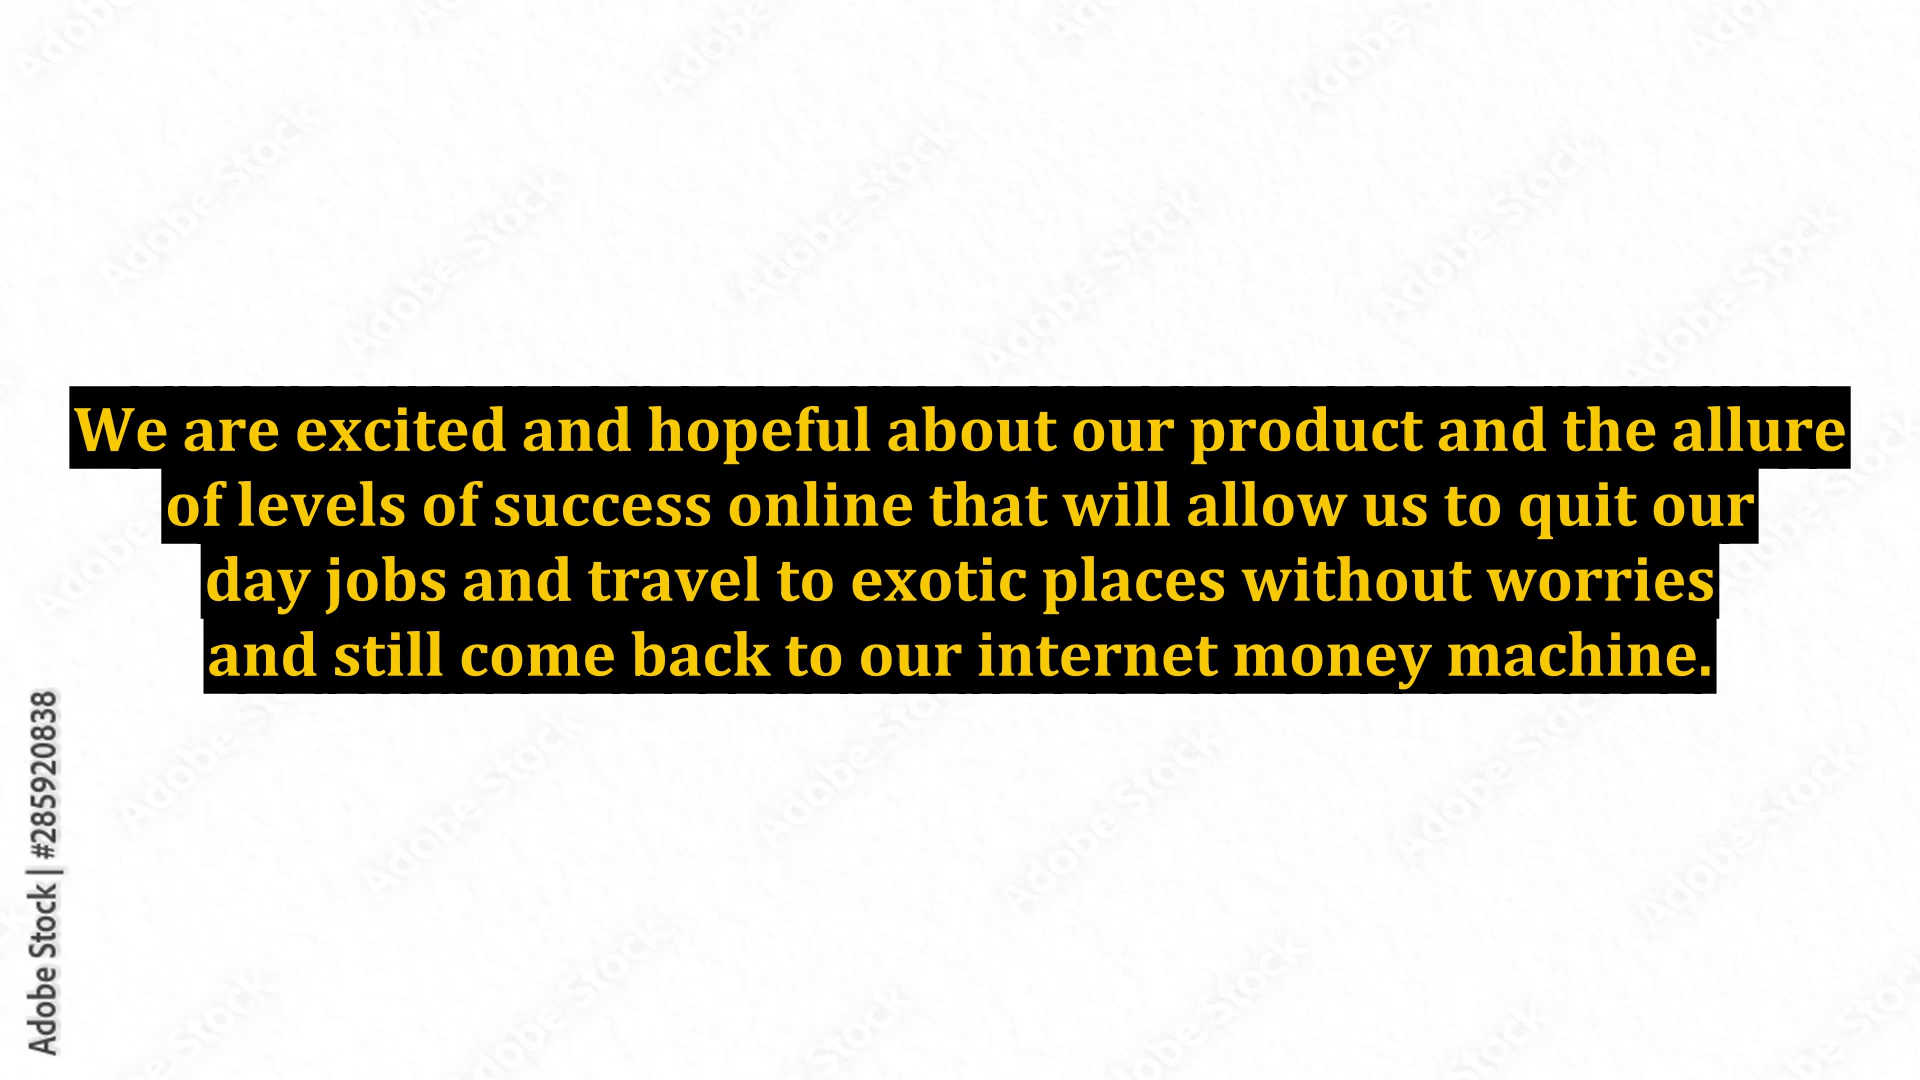 We are excited and hopeful about our product and the allure
of levels of success online that will allow us to quit our
day jobs and travel to exotic places without worries
and still come back to our internet money machine.
Adobe Stock | #285920838
Adobe Stock